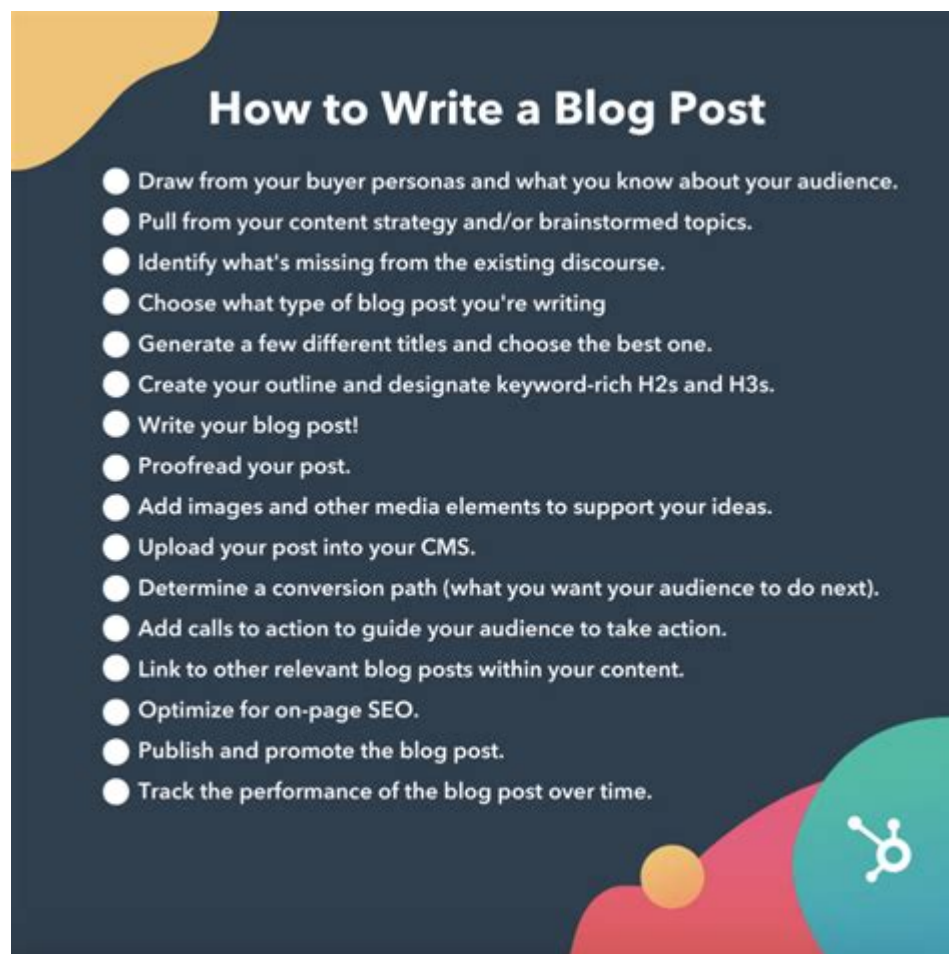 How to Write a Blog Post
Draw from your buyer personas and what you know about your audience.
Pull from your content strategy and/or brainstormed topics.
Identify what's missing from the existing discourse.
Choose what type of blog post you're writing
Generate a few different titles and choose the best one.
Create your outline and designate keyword-rich H2s and H3s.
Write your blog post!
Proofread your post.
Add images and other media elements to support your ideas.
Upload your post into your CMS.
Determine a conversion path (what you want your audience to do next).
Add calls to action to guide your audience to take action.
Link to other relevant blog posts within your content.
Optimize for on-page SEO.
Publish and promote the blog post.
Track the performance of the blog post over time.